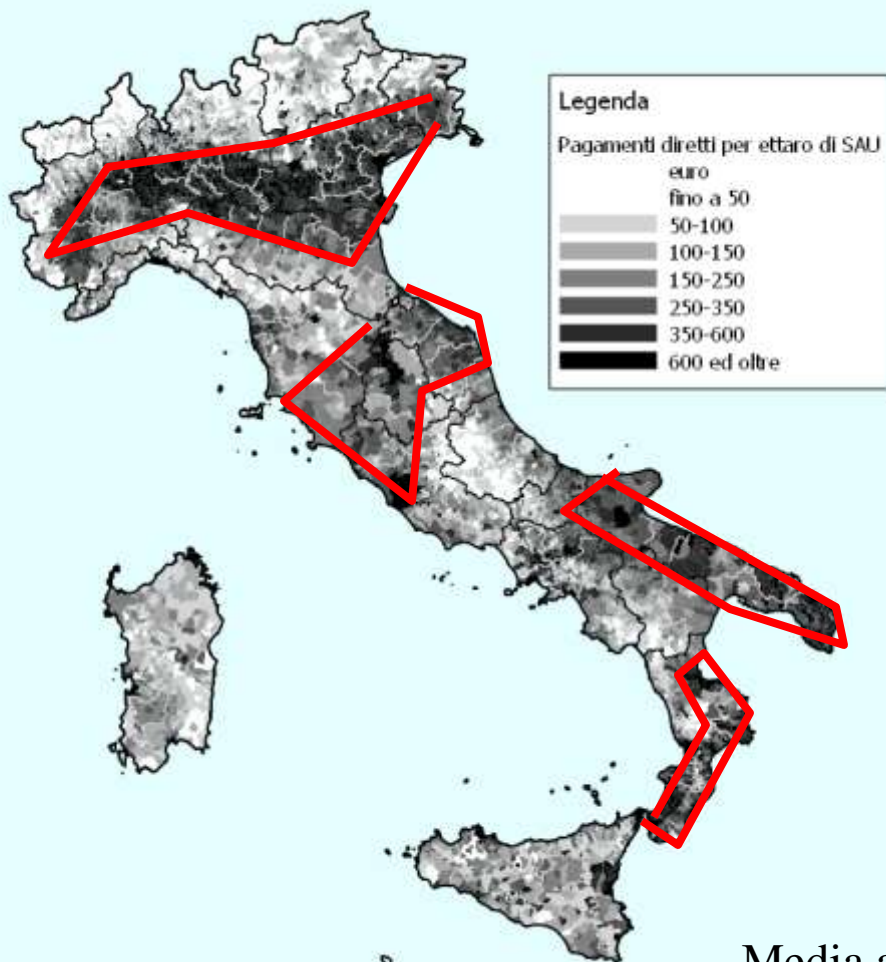 Legenda
Pagamenti diretti per ettaro di SAU
euro
fino a 50
50-100
100-150
150-250
250-350
350-600
600 ed oltre
Media a